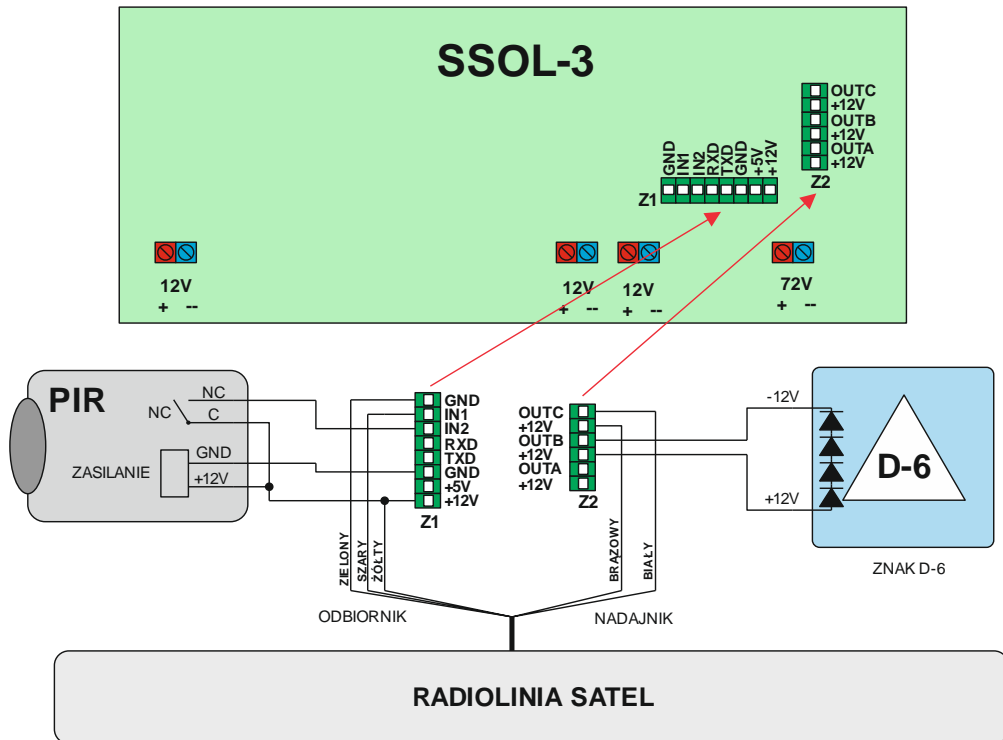 SSOL-3
OUTC
+12V
OUTB
+12V
OUTA
+12V
Z2
GND
IN1
IN2
RXD
TXD
GND
+5V
+12V
Z1
12V
+ --
12V
+ --
12V
+ --
72V
+ --
PIR
NC
NC
C
ZASILANIE
GND
+12V
GND
IN1
IN2
RXD
TXD
GND
+5V
+12V
Z1
OUTC
+12V
OUTB
+12V
OUTA
+12V
Z2
-12V
+12V
D-6
ZNAK D-6
ZIELONY
SZARY
ŻÓŁTY
BRĄZOWY
BIAŁY
ODBIORNIK
NADAJNIK
RADIOLINIA SATEL